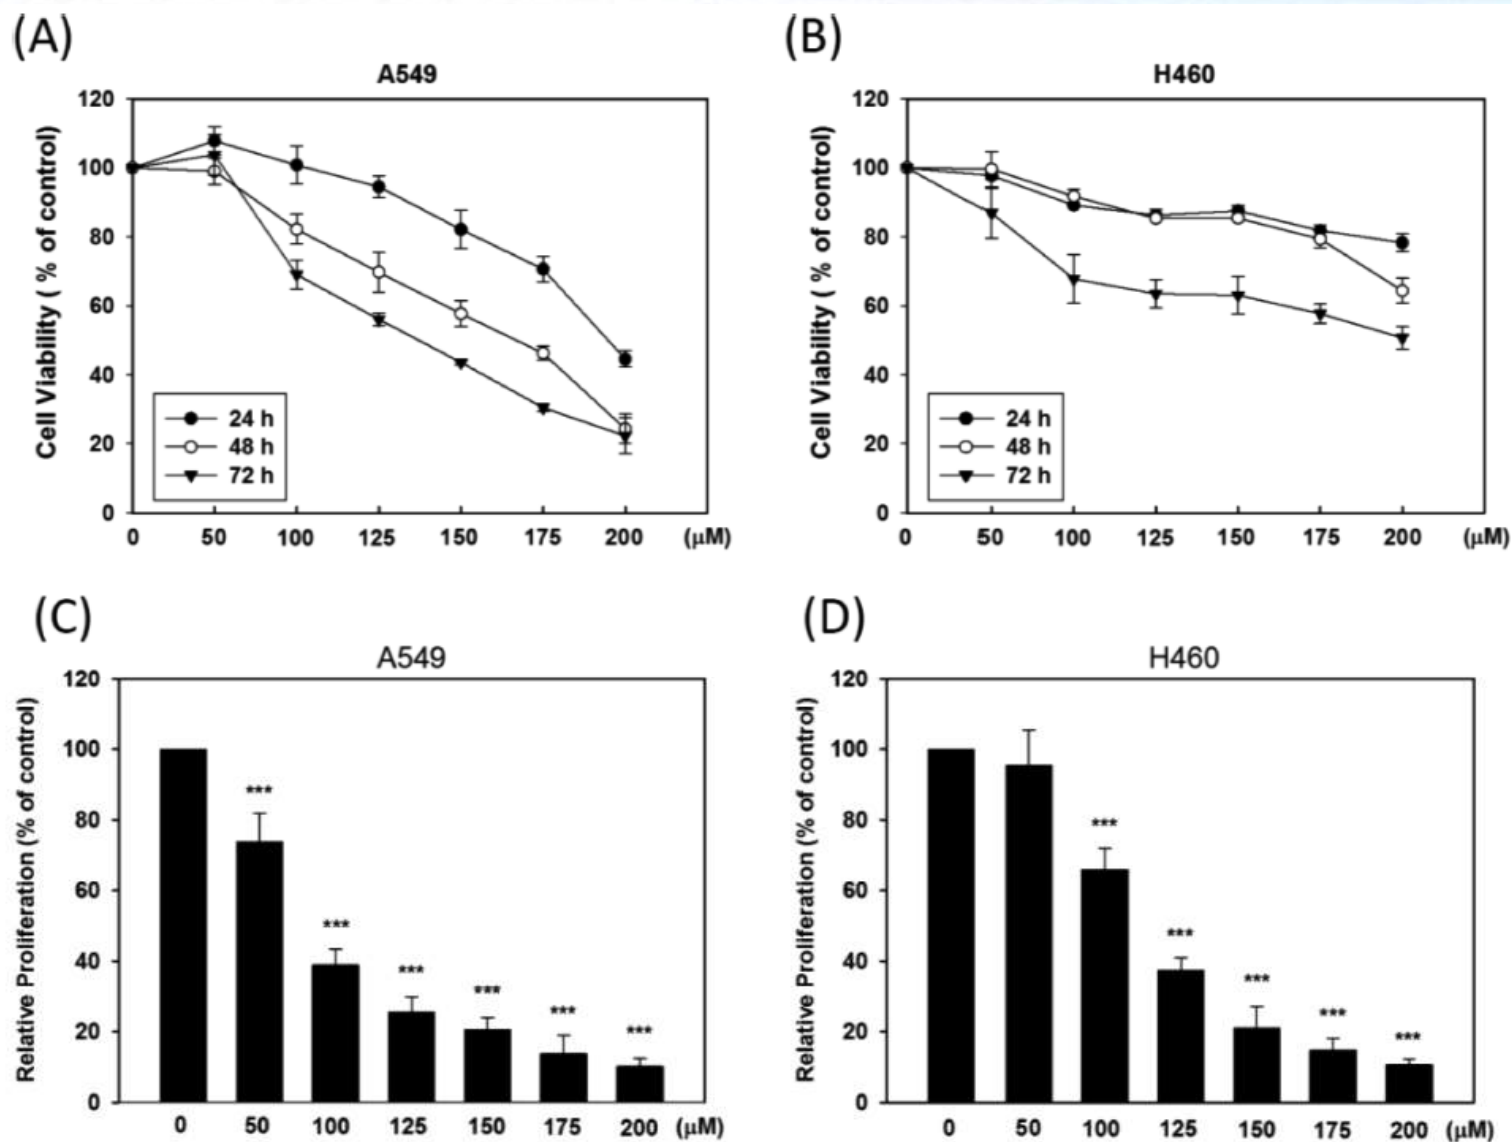 (A)
A549
Cell Viability ( % of control)
120
100
80
60
40
20
0
24 h
48 h
72 h
0 50 100 125 150 175 200 (μM)
(B)
H460
Cell Viability ( % of control)
120
100
80
60
40
20
0
24 h
48 h
72 h
0 50 100 125 150 175 200 (μM)
(C)
A549
Relative Proliferation (% of control)
120
100
80
60
40
20
0
***
***
***
***
***
***
0 50 100 125 150 175 200 (μM)
(D)
H460
Relative Proliferation (% of control)
120
100
80
60
40
20
0
***
***
***
***
***
0 50 100 125 150 175 200 (μM)